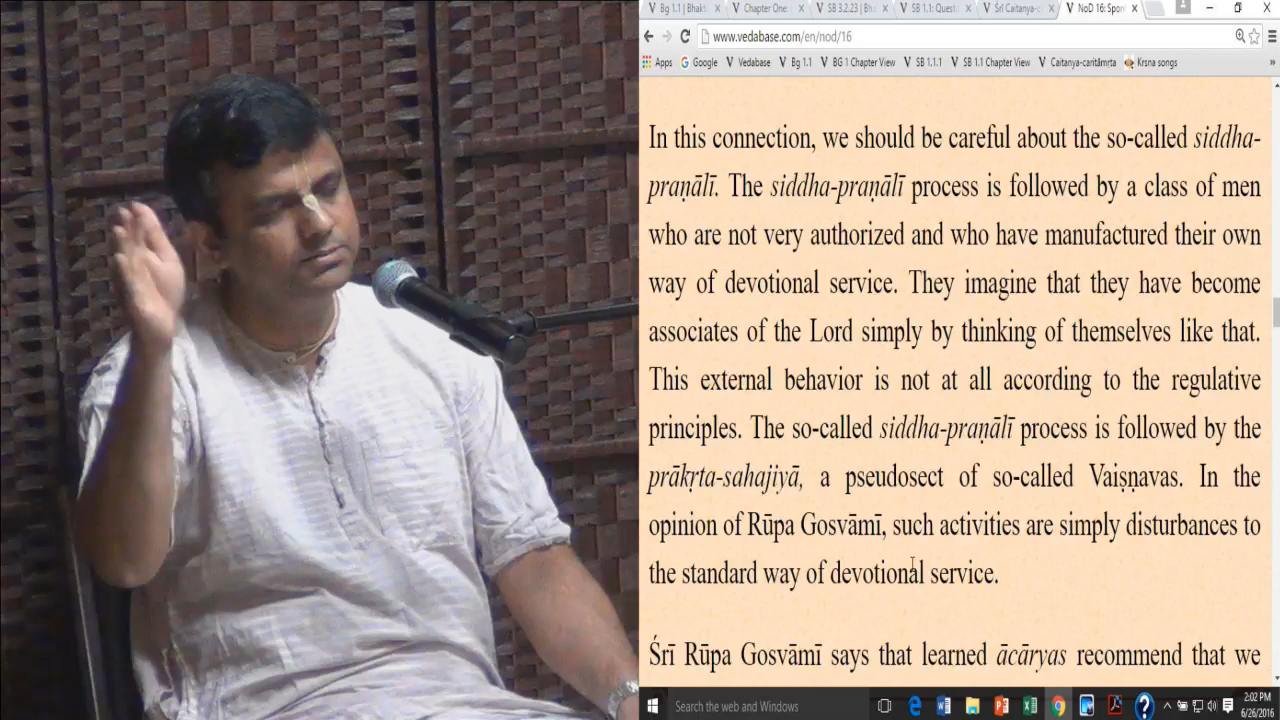 Bg 1.1 | Bhakt
Chapter One:
SB 3.2.23 | Bh
SB 1.1: Quest
Śrī Caitanya-c
NoD 16: Spon
www.vedabase.com/en/nod/16
Apps Google Vedabase Bg 1.1 BG 1 Chapter View SB 1.1.1 SB 1.1 Chapter View Caitanya-caritāmṛta Krsna songs »
In this connection, we should be careful about the so-called siddha-
praṇālī. The siddha-praṇālī process is followed by a class of men
who are not very authorized and who have manufactured their own
way of devotional service. They imagine that they have become
associates of the Lord simply by thinking of themselves like that.
This external behavior is not at all according to the regulative
principles. The so-called siddha-praṇālī process is followed by the
prākṛta-sahajiyā, a pseudosect of so-called Vaiṣṇavas. In the
opinion of Rūpa Gosvāmī, such activities are simply disturbances to
the standard way of devotional service.
Śrī Rūpa Gosvāmī says that learned ācāryas recommend that we
Search the web and Windows
2:02 PM
6/26/2016